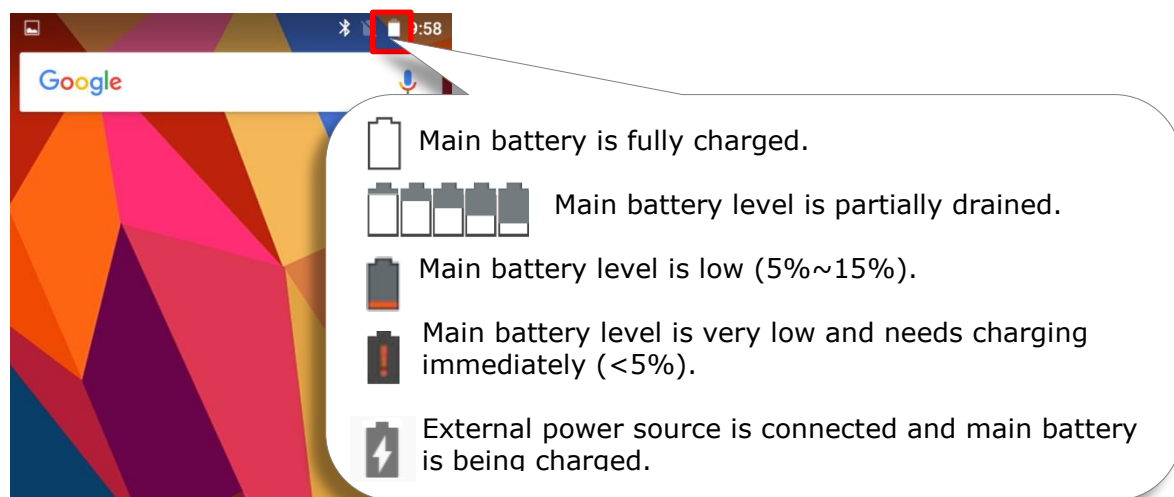 9:58
Google
Main battery is fully charged.
Main battery level is partially drained.
Main battery level is low (5%~15%).
Main battery level is very low and needs charging
immediately (<5%).
External power source is connected and main battery
is being charged.